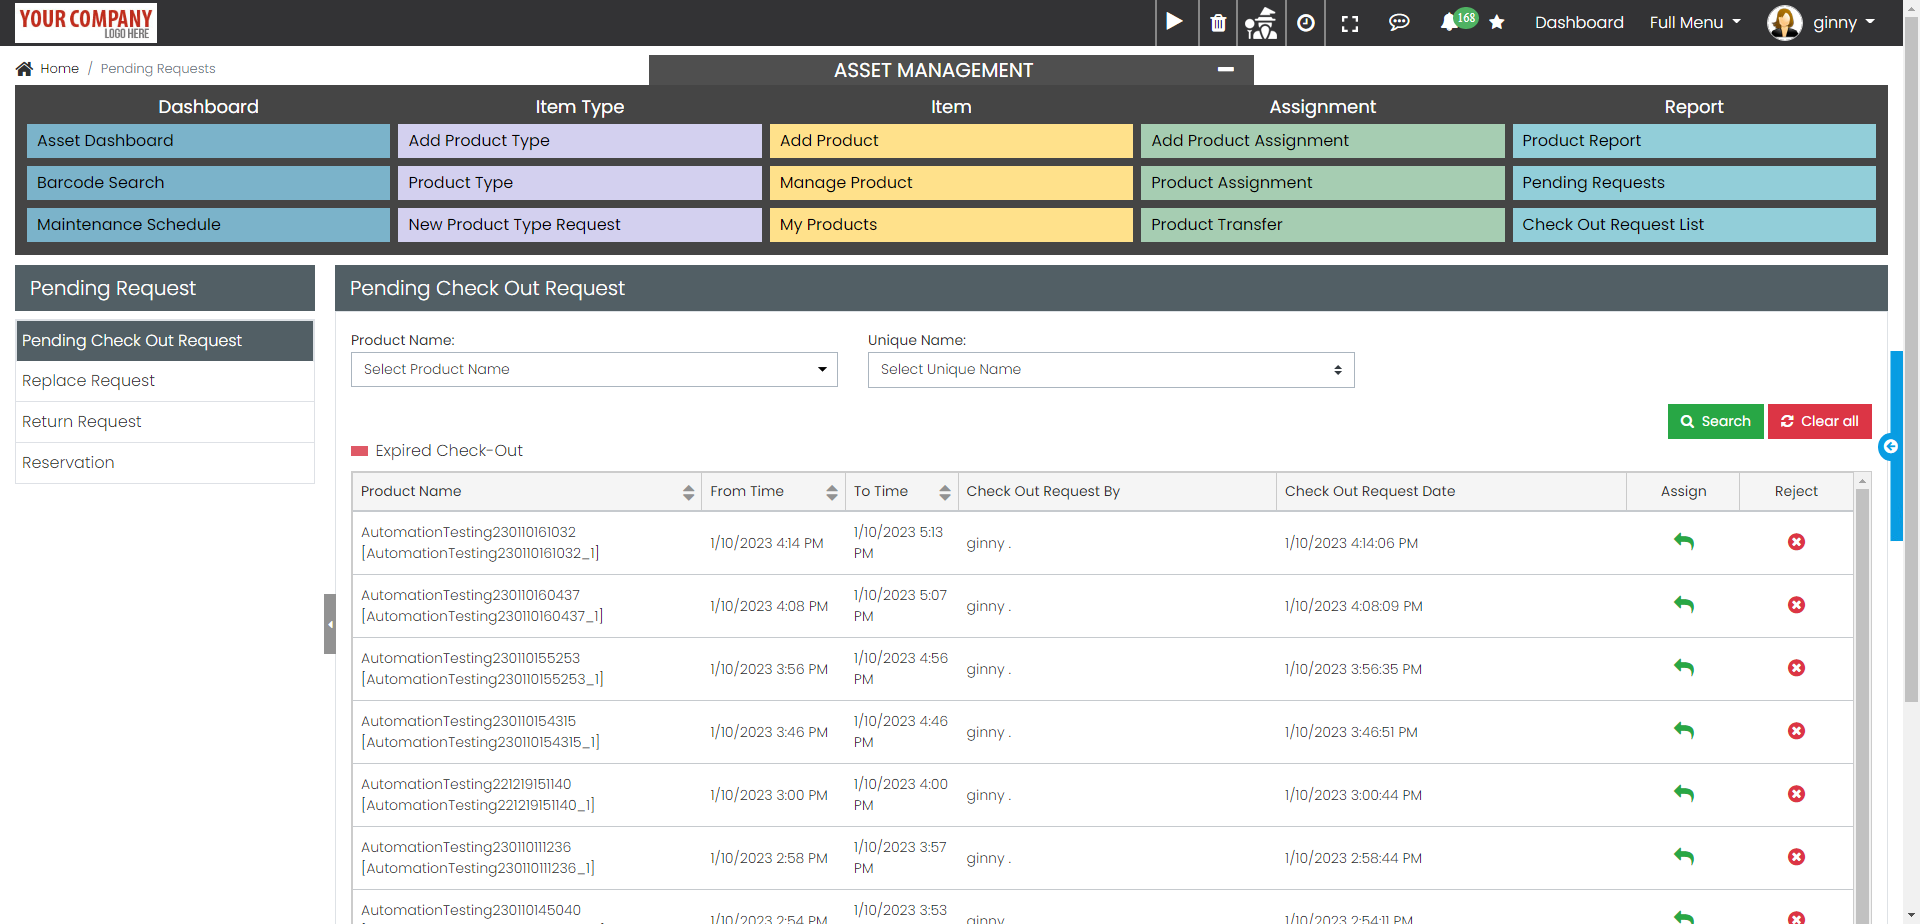 YOUR COMPANY
LOGO HERE
168
Dashboard
Full Menu
ginny
Home / Pending Requests
ASSET MANAGEMENT
Dashboard
Item Type
Item
Assignment
Report
Asset Dashboard
Add Product Type
Add Product
Add Product Assignment
Product Report
Barcode Search
Product Type
Manage Product
Product Assignment
Pending Requests
Maintenance Schedule
New Product Type Request
My Products
Product Transfer
Check Out Request List
Pending Request
Pending Check Out Request
Replace Request
Return Request
Reservation
Pending Check Out Request
Product Name:
Unique Name:
Select Product Name
Select Unique Name
Search
Clear all
Expired Check-Out
Product Name
From Time
To Time
Check Out Request By
Check Out Request Date
Assign
Reject
AutomationTesting230110161032
[AutomationTesting230110161032_1]
1/10/2023 4:14 PM
1/10/2023 5:13
PM
ginny .
1/10/2023 4:14:06 PM
AutomationTesting230110160437
[AutomationTesting230110160437_1]
1/10/2023 4:08 PM
1/10/2023 5:07
PM
ginny .
1/10/2023 4:08:09 PM
AutomationTesting230110155253
[AutomationTesting230110155253_1]
1/10/2023 3:56 PM
1/10/2023 4:56
PM
ginny .
1/10/2023 3:56:35 PM
AutomationTesting230110154315
[AutomationTesting230110154315_1]
1/10/2023 3:46 PM
1/10/2023 4:46
PM
ginny .
1/10/2023 3:46:51 PM
AutomationTesting221219151140
[AutomationTesting221219151140_1]
1/10/2023 3:00 PM
1/10/2023 4:00
PM
ginny .
1/10/2023 3:00:44 PM
AutomationTesting230110111236
[AutomationTesting230110111236_1]
1/10/2023 2:58 PM
1/10/2023 3:57
PM
ginny .
1/10/2023 2:58:44 PM
AutomationTesting230110145040
1/10/2023 2:54 PM
1/10/2023 3:53
ginny
1/10/2023 2:54:11 PM